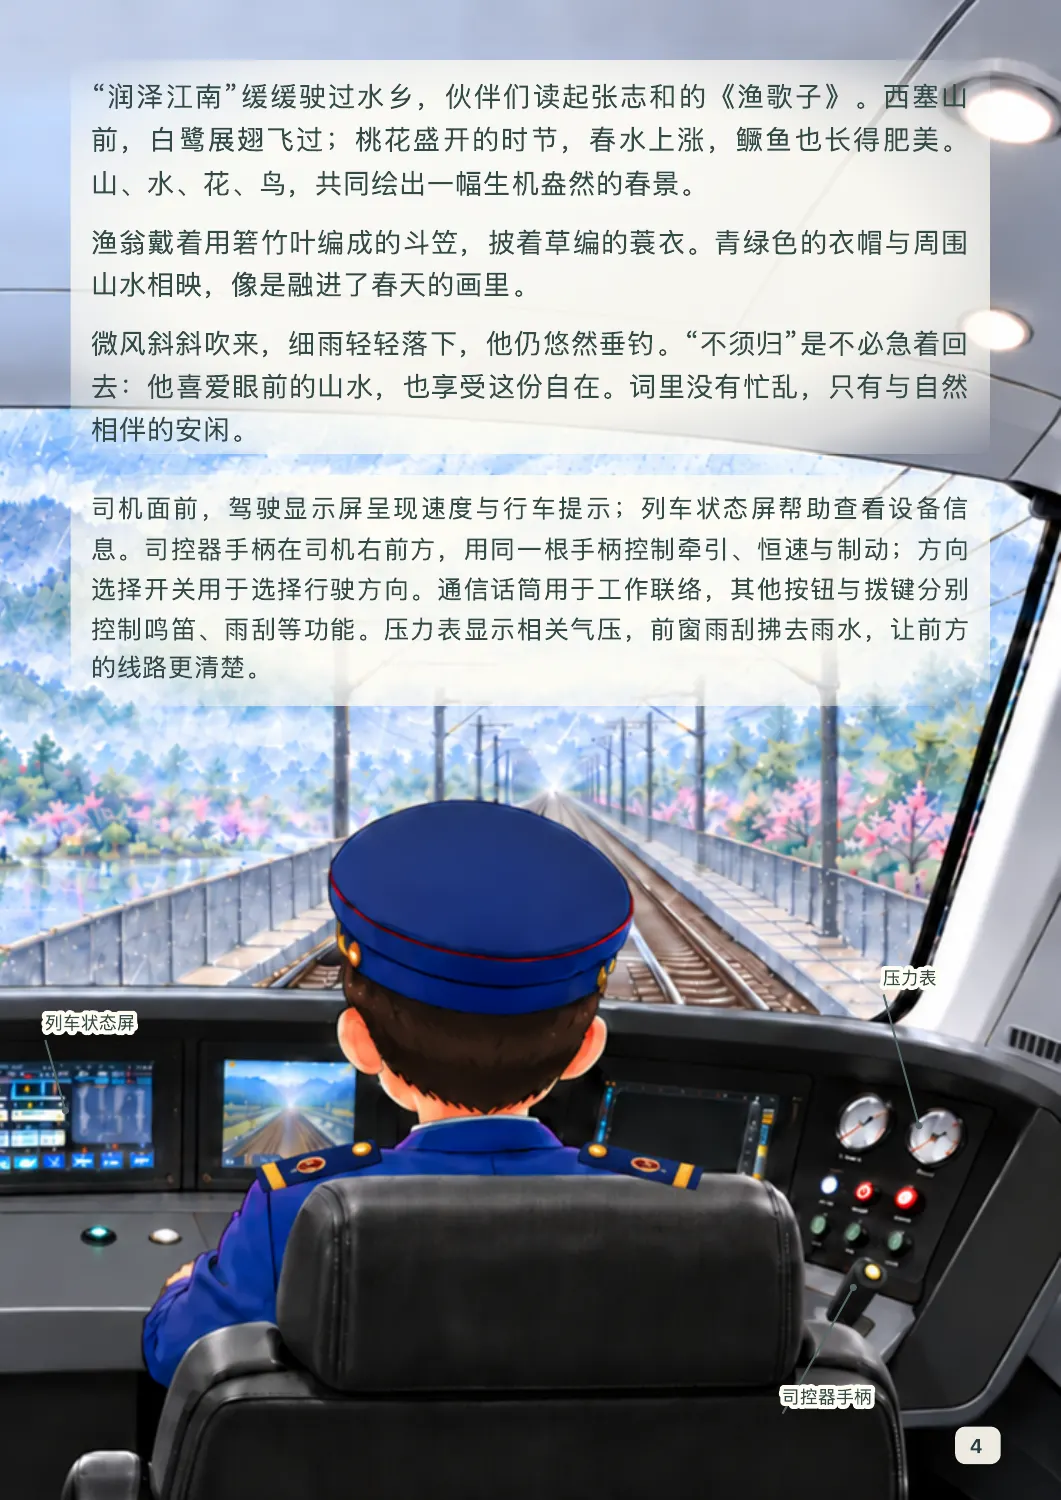 “润泽江南”缓缓驶过水乡，伙伴们读起张志和的《渔歌子》。西塞山
前，白鹭展翅飞过；桃花盛开的时节，春水上涨，鳜鱼也长得肥美。
山、水、花、鸟，共同绘出一幅生机盎然的春景。
渔翁戴着用箬竹叶编成的斗笠，披着草编的蓑衣。青绿色的衣帽与周围
山水相映，像是融进了春天的画里。
微风斜斜吹来，细雨轻轻落下，他仍悠然垂钓。“不须归”是不必急着回
去：他喜爱眼前的山水，也享受这份自在。词里没有忙乱，只有与自然
相伴的安闲。
司机面前，驾驶显示屏呈现速度与行车提示；列车状态屏帮助查看设备信
息。司控器手柄在司机右前方，用同一根手柄控制牵引、恒速与制动；方向
选择开关用于选择行驶方向。通信话筒用于工作联络，其他按钮与拨键分别
控制鸣笛、雨刮等功能。压力表显示相关气压，前窗雨刮拂去雨水，让前方
的线路更清楚。
压力表
列车状态屏
司控器手柄
4